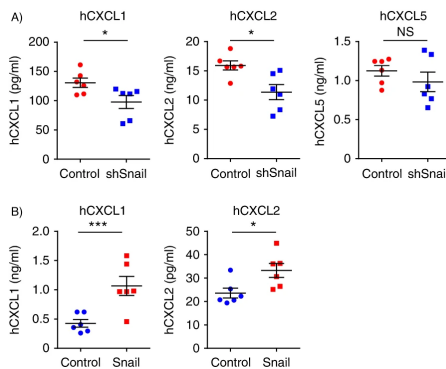 A)
hCXCL1
*
hCXCL1 (pg/ml)
200
150
100
50
0
Control shSnail
hCXCL2
*
hCXCL2 (ng/ml)
20
15
10
5
0
Control shSnail
hCXCL5
NS
hCXCL5 (ng/ml)
1.5
1.0
0.5
0
Control shSnail
B)
hCXCL1
***
hCXCL1 (ng/ml)
2.0
1.5
1.0
0.5
0
Control Snail
hCXCL2
*
hCXCL2 (pg/ml)
50
40
30
20
10
0
Control Snail